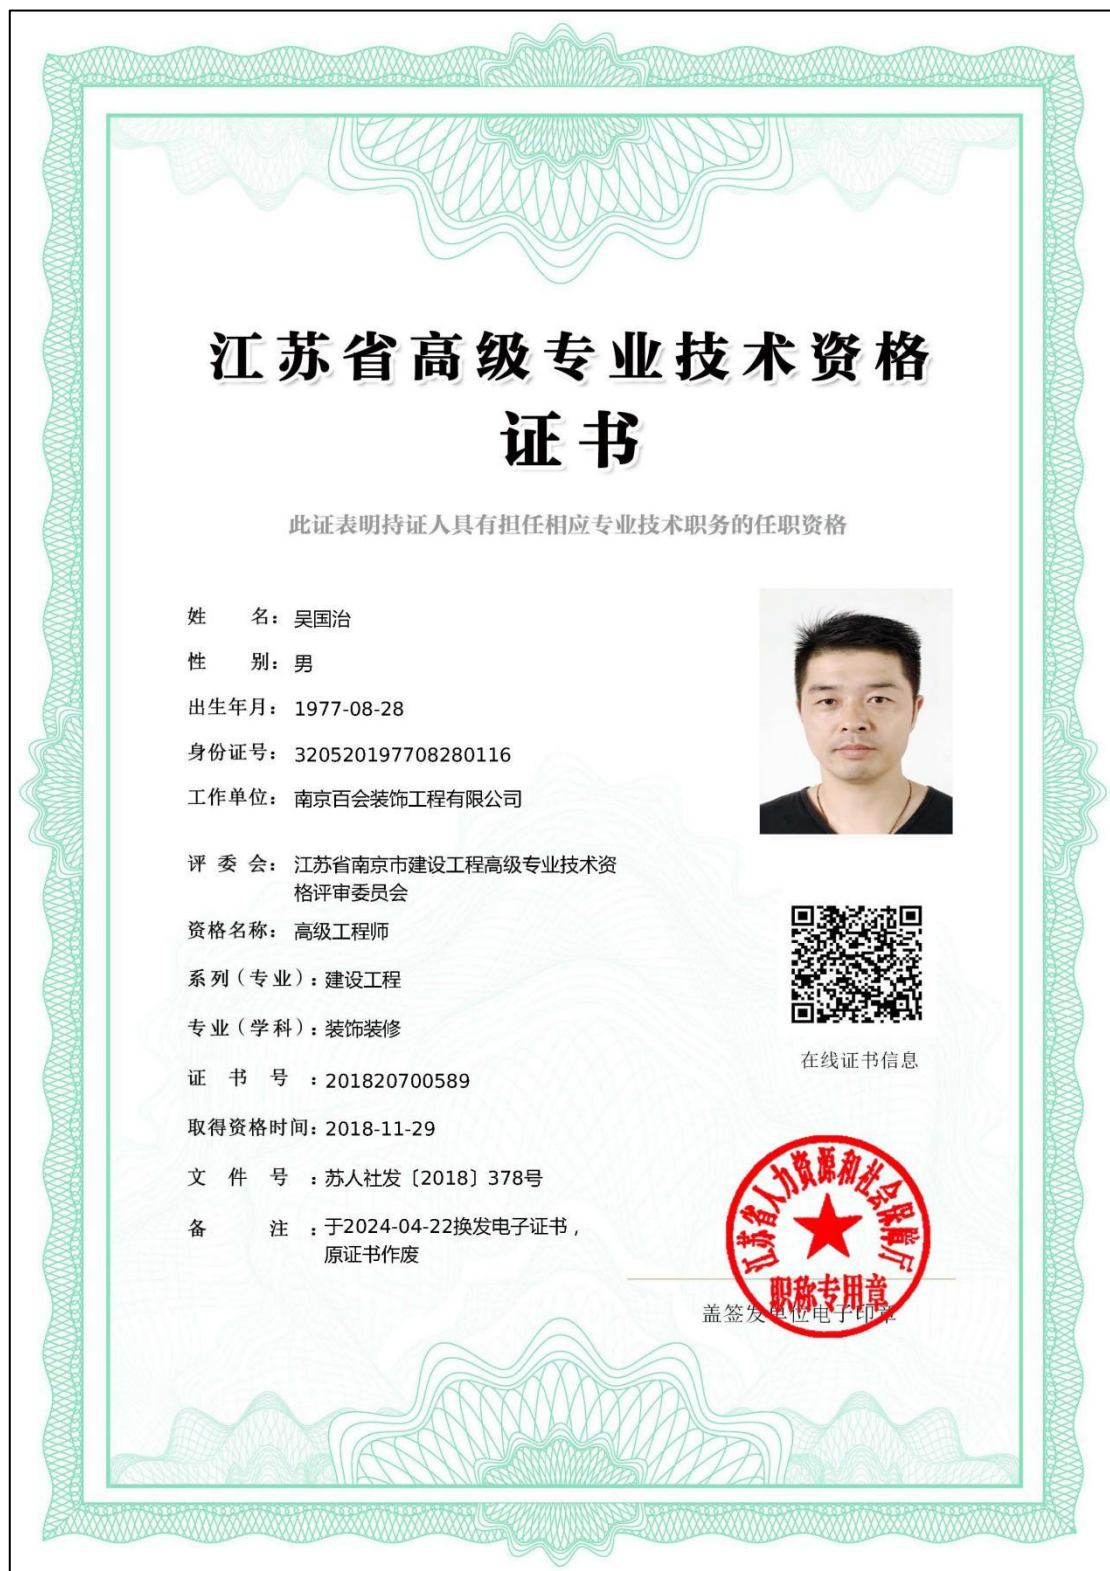 江苏省高级专业技术资格
证书
此证表明持证人具有担任相应专业技术职务的任职资格
姓 名：吴国治
性 别：男
出生年月：1977-08-28
身份证号：320520197708280116
工作单位：南京百会装饰工程有限公司
评 委 会：江苏省南京市建设工程高级专业技术资
格评审委员会
资格名称：高级工程师
系列（专业）：建设工程
专业（学科）：装饰装修
证 书 号：201820700589
取得资格时间：2018-11-29
文 件 号：苏人社发〔2018〕378号
备 注：于2024-04-22换发电子证书，
原证书作废
在线证书信息
江苏省人力资源和社会保障厅
职称专用章
盖签发单位电子印章